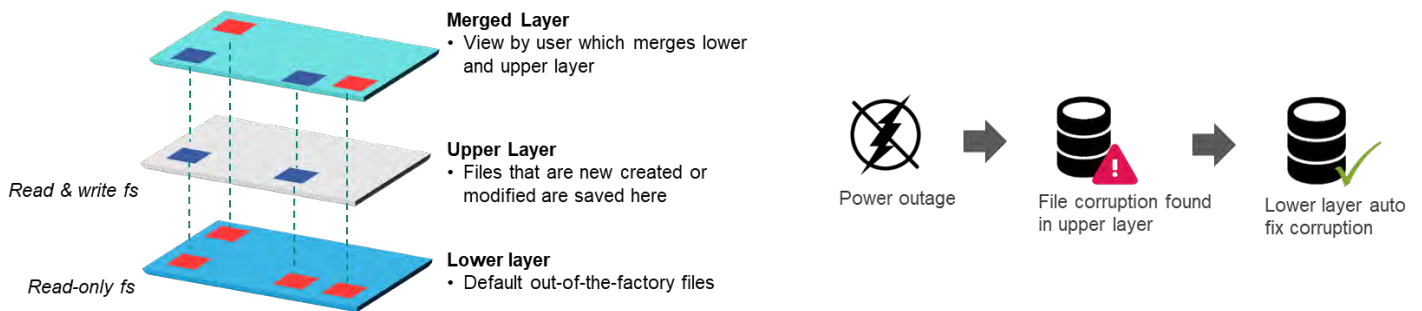 Merged Layer
• View by user which merges lower
and upper layer
Upper Layer
• Files that are new created or
modified are saved here
Read & write fs
Lower layer
• Default out-of-the-factory files
Read-only fs
Power outage
File corruption found
in upper layer
Lower layer auto
fix corruption